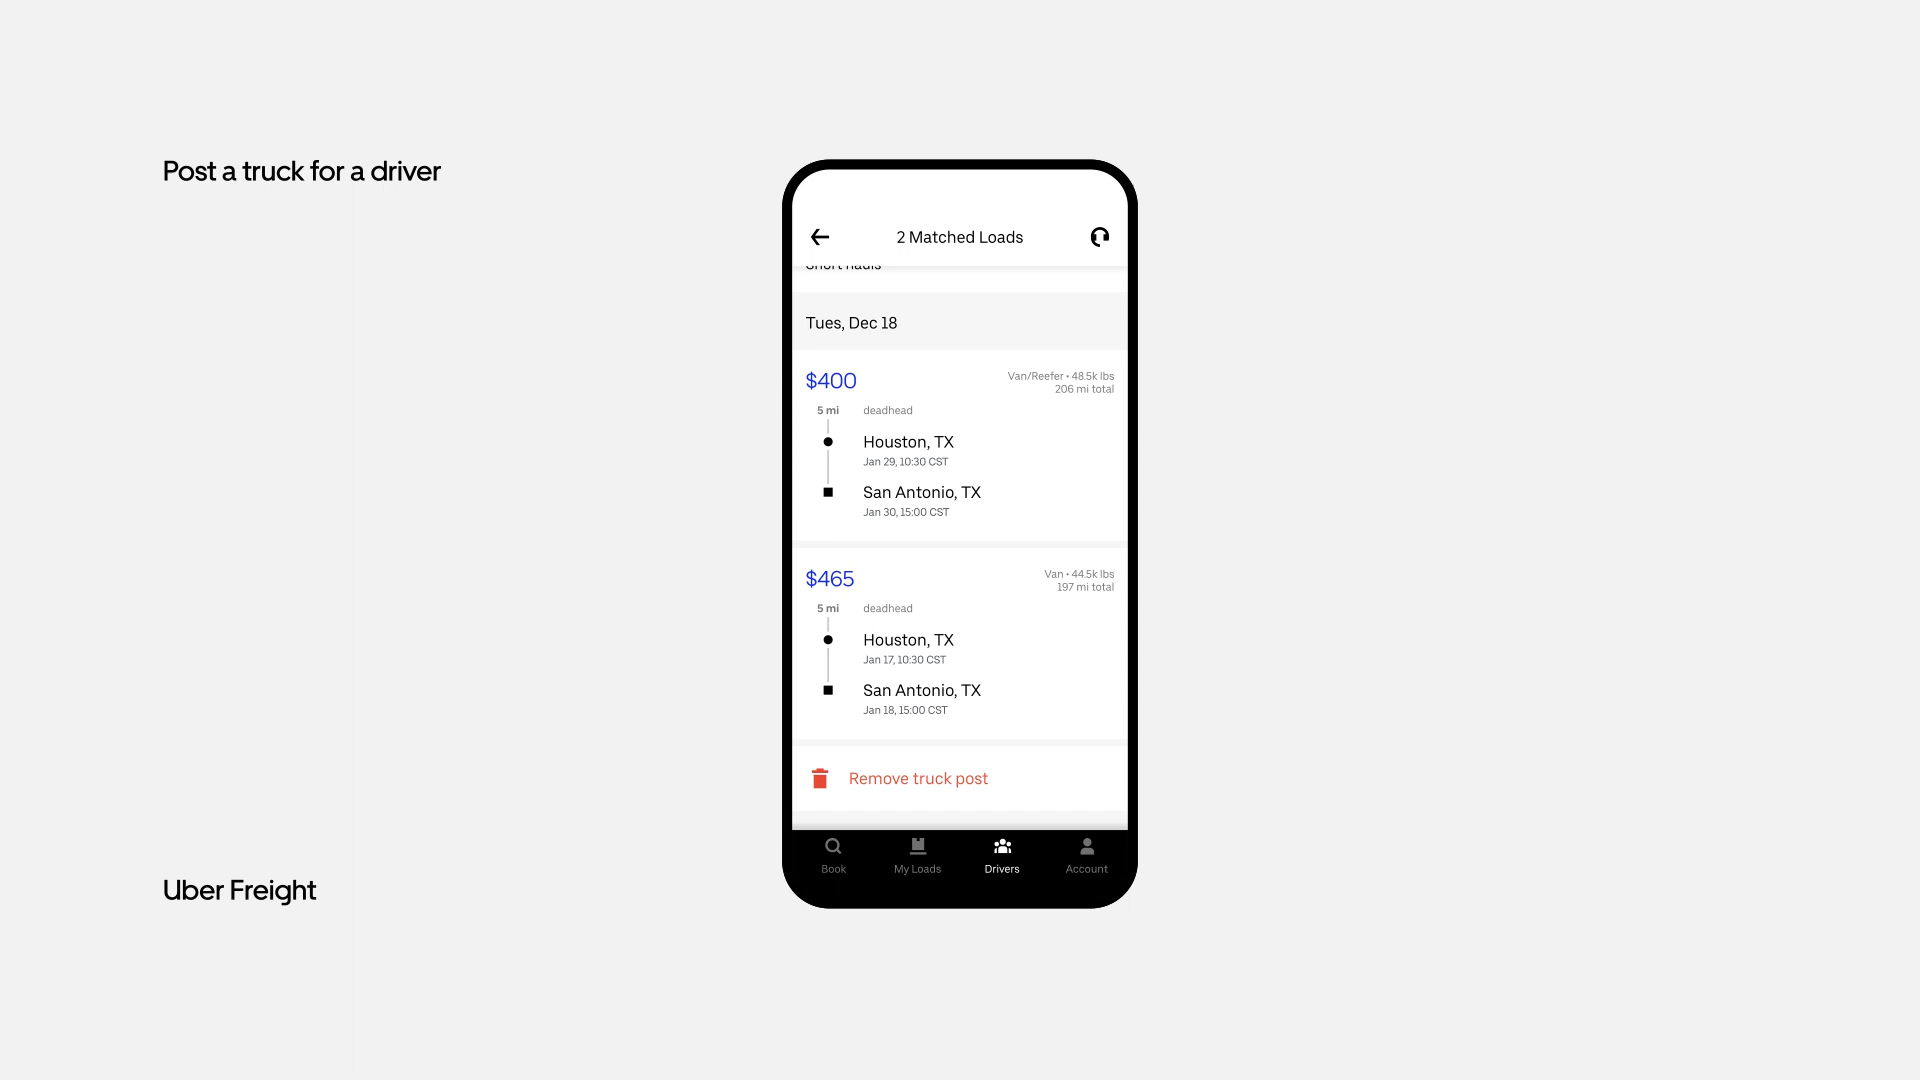 Post a truck for a driver
2 Matched Loads
Short hauls
Tues, Dec 18
$400
Van/Reefer • 48.5k lbs
206 mi total
5 mi deadhead
Houston, TX
Jan 29, 10:30 CST
San Antonio, TX
Jan 30, 15:00 CST
$465
Van • 44.5k lbs
197 mi total
5 mi deadhead
Houston, TX
Jan 17, 10:30 CST
San Antonio, TX
Jan 18, 15:00 CST
Remove truck post
Book My Loads Drivers Account
Uber Freight